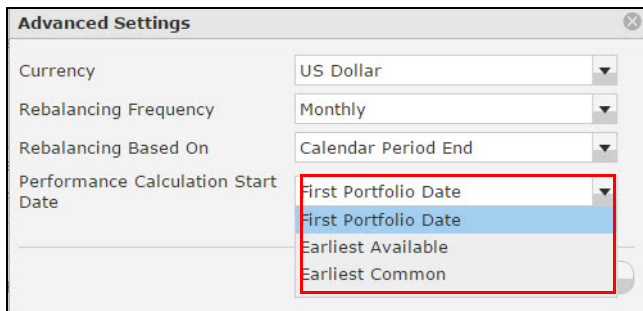 Advanced Settings
Currency
US Dollar
Rebalancing Frequency
Monthly
Rebalancing Based On
Calendar Period End
Performance Calculation Start
Date
First Portfolio Date
First Portfolio Date
Earliest Available
Earliest Common